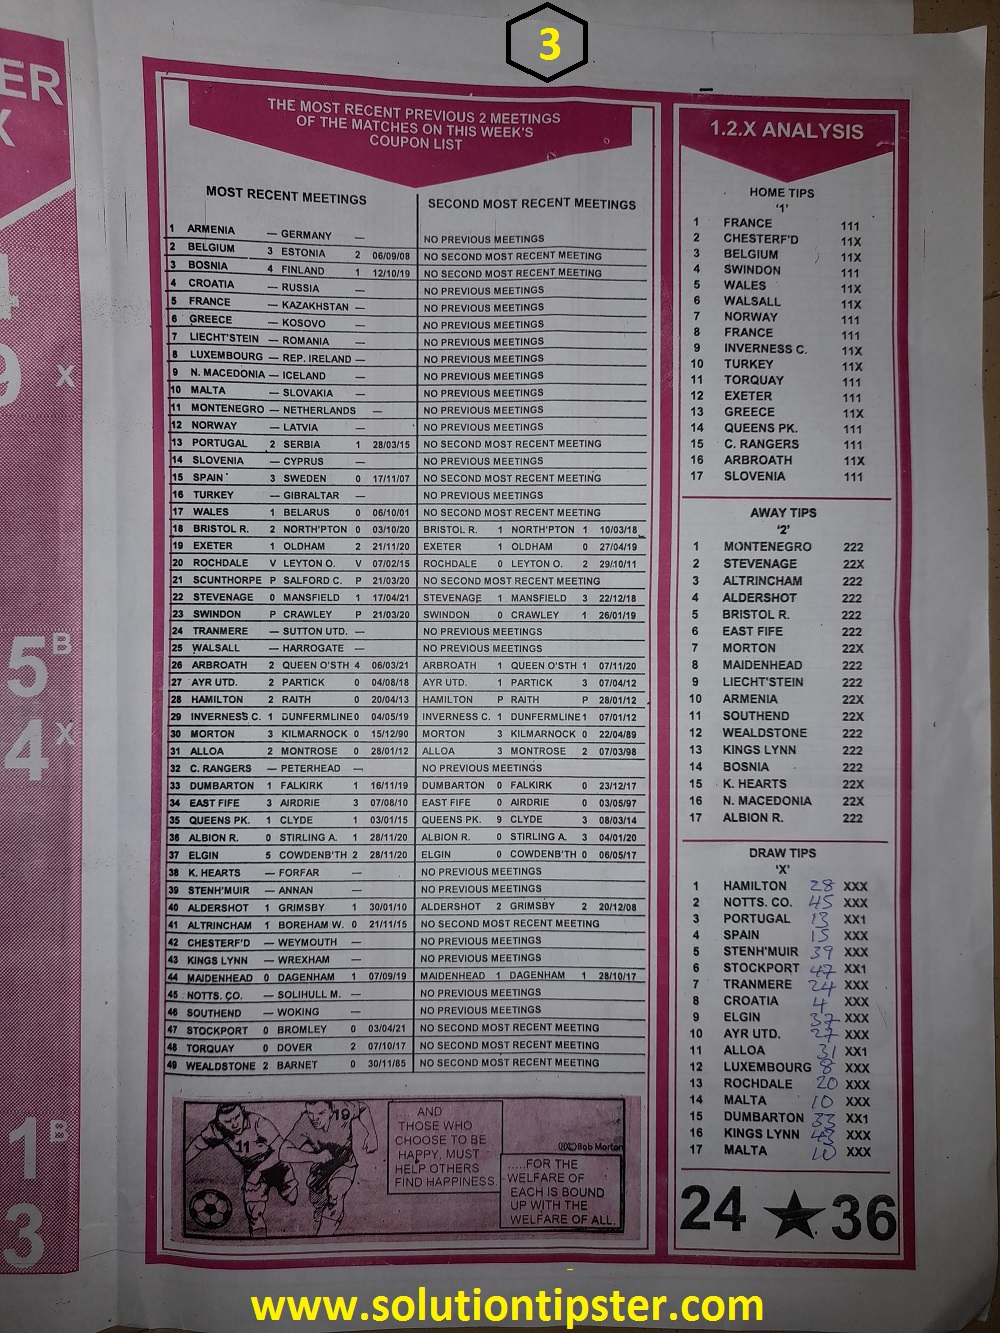 3
ER
X
4
9 X
5B
4X
1B
3
THE MOST RECENT PREVIOUS 2 MEETINGS
OF THE MATCHES ON THIS WEEK'S
COUPON LIST
MOST RECENT MEETINGS SECOND MOST RECENT MEETINGS
1 ARMENIA — GERMANY — NO PREVIOUS MEETINGS
2 BELGIUM 3 ESTONIA 2 06/09/08 NO SECOND MOST RECENT MEETING
3 BOSNIA 4 FINLAND 1 12/10/19 NO SECOND MOST RECENT MEETING
4 CROATIA — RUSSIA — NO PREVIOUS MEETINGS
5 FRANCE — KAZAKHSTAN — NO PREVIOUS MEETINGS
6 GREECE — KOSOVO — NO PREVIOUS MEETINGS
7 LIECHT'STEIN — ROMANIA — NO PREVIOUS MEETINGS
8 LUXEMBOURG — REP. IRELAND — NO PREVIOUS MEETINGS
9 N. MACEDONIA — ICELAND — NO PREVIOUS MEETINGS
10 MALTA — SLOVAKIA — NO PREVIOUS MEETINGS
11 MONTENEGRO — NETHERLANDS — NO PREVIOUS MEETINGS
12 NORWAY — LATVIA — NO PREVIOUS MEETINGS
13 PORTUGAL 2 SERBIA 1 28/03/15 NO SECOND MOST RECENT MEETING
14 SLOVENIA — CYPRUS — NO PREVIOUS MEETINGS
15 SPAIN 3 SWEDEN 0 17/11/07 NO SECOND MOST RECENT MEETING
16 TURKEY — GIBRALTAR — NO PREVIOUS MEETINGS
17 WALES 1 BELARUS 0 06/10/01 NO SECOND MOST RECENT MEETING
18 BRISTOL R. 2 NORTH'PTON 0 03/10/20 BRISTOL R. 1 NORTH'PTON 1 10/03/18
19 EXETER 1 OLDHAM 2 21/11/20 EXETER 1 OLDHAM 0 27/04/19
20 ROCHDALE V LEYTON O. V 07/02/15 ROCHDALE 0 LEYTON O. 2 29/10/11
21 SCUNTHORPE P SALFORD C. P 21/03/20 NO SECOND MOST RECENT MEETING
22 STEVENAGE 0 MANSFIELD 1 17/04/21 STEVENAGE 1 MANSFIELD 3 22/12/18
23 SWINDON P CRAWLEY P 21/03/20 SWINDON 0 CRAWLEY 1 26/01/19
24 TRANMERE — SUTTON UTD. — NO PREVIOUS MEETINGS
25 WALSALL — HARROGATE — NO PREVIOUS MEETINGS
26 ARBROATH 2 QUEEN O'STH 4 06/03/21 ARBROATH 1 QUEEN O'STH 1 07/11/20
27 AYR UTD. 2 PARTICK 0 04/08/18 AYR UTD. 1 PARTICK 3 07/04/12
28 HAMILTON 2 RAITH 0 20/04/13 HAMILTON P RAITH P 28/01/12
29 INVERNESS C. 1 DUNFERMLINE 0 04/05/19 INVERNESS C. 1 DUNFERMLINE 1 07/01/12
30 MORTON 3 KILMARNOCK 0 15/12/90 MORTON 3 KILMARNOCK 0 22/04/89
31 ALLOA 2 MONTROSE 0 28/01/12 ALLOA 3 MONTROSE 2 07/03/98
32 C. RANGERS — PETERHEAD — NO PREVIOUS MEETINGS
33 DUMBARTON 1 FALKIRK 1 16/11/19 DUMBARTON 0 FALKIRK 0 23/12/17
34 EAST FIFE 3 AIRDRIE 3 07/08/10 EAST FIFE 0 AIRDRIE 0 03/05/97
35 QUEENS PK. 1 CLYDE 1 03/01/15 QUEENS PK. 9 CLYDE 3 08/03/14
36 ALBION R. 0 STIRLING A. 1 28/11/20 ALBION R. 0 STIRLING A. 3 04/01/20
37 ELGIN 5 COWDENB'TH 2 28/11/20 ELGIN 0 COWDENB'TH 0 06/05/17
38 K. HEARTS — FORFAR — NO PREVIOUS MEETINGS
39 STENH'MUIR — ANNAN — NO PREVIOUS MEETINGS
40 ALDERSHOT 1 GRIMSBY 1 30/01/10 ALDERSHOT 2 GRIMSBY 2 20/12/08
41 ALTRINCHAM 1 BOREHAM W. 0 21/11/15 NO SECOND MOST RECENT MEETING
42 CHESTERF'D — WEYMOUTH — NO PREVIOUS MEETINGS
43 KINGS LYNN — WREXHAM — NO PREVIOUS MEETINGS
44 MAIDENHEAD 0 DAGENHAM 1 07/09/19 MAIDENHEAD 1 DAGENHAM 1 28/10/17
45 NOTTS. CO. — SOLIHULL M. — NO PREVIOUS MEETINGS
46 SOUTHEND — WOKING — NO PREVIOUS MEETINGS
47 STOCKPORT 0 BROMLEY 0 03/04/21 NO SECOND MOST RECENT MEETING
48 TORQUAY 0 DOVER 2 07/10/17 NO SECOND MOST RECENT MEETING
49 WEALDSTONE 2 BARNET 0 30/11/85 NO SECOND MOST RECENT MEETING
11
19
.....AND
THOSE WHO
CHOOSE TO BE
HAPPY, MUST
HELP OTHERS
FIND HAPPINESS.
Bob Morton
.....FOR THE
WELFARE OF
EACH IS BOUND
UP WITH THE
WELFARE OF ALL.
1.2.X ANALYSIS
HOME TIPS
'1'
1 FRANCE 111
2 CHESTERF'D 11X
3 BELGIUM 11X
4 SWINDON 111
5 WALES 11X
6 WALSALL 11X
7 NORWAY 111
8 FRANCE 111
9 INVERNESS C. 11X
10 TURKEY 11X
11 TORQUAY 111
12 EXETER 111
13 GREECE 11X
14 QUEENS PK. 111
15 C. RANGERS 111
16 ARBROATH 11X
17 SLOVENIA 111
AWAY TIPS
'2'
1 MONTENEGRO 222
2 STEVENAGE 22X
3 ALTRINCHAM 222
4 ALDERSHOT 222
5 BRISTOL R. 222
6 EAST FIFE 222
7 MORTON 22X
8 MAIDENHEAD 222
9 LIECHT'STEIN 222
10 ARMENIA 22X
11 SOUTHEND 22X
12 WEALDSTONE 222
13 KINGS LYNN 222
14 BOSNIA 222
15 K. HEARTS 22X
16 N. MACEDONIA 22X
17 ALBION R. 222
DRAW TIPS
'X'
1 HAMILTON 28 XXX
2 NOTTS. CO. 45 XXX
3 PORTUGAL 13 XX1
4 SPAIN 15 XXX
5 STENH'MUIR 39 XXX
6 STOCKPORT 47 XX1
7 TRANMERE 24 XXX
8 CROATIA 4 XXX
9 ELGIN 37 XXX
10 AYR UTD. 27 XXX
11 ALLOA 31 XX1
12 LUXEMBOURG 8 XXX
13 ROCHDALE 20 XXX
14 MALTA 10 XXX
15 DUMBARTON 33 XX1
16 KINGS LYNN 43 XXX
17 MALTA 10 XXX
24 ★ 36
www.solutiontipster.com